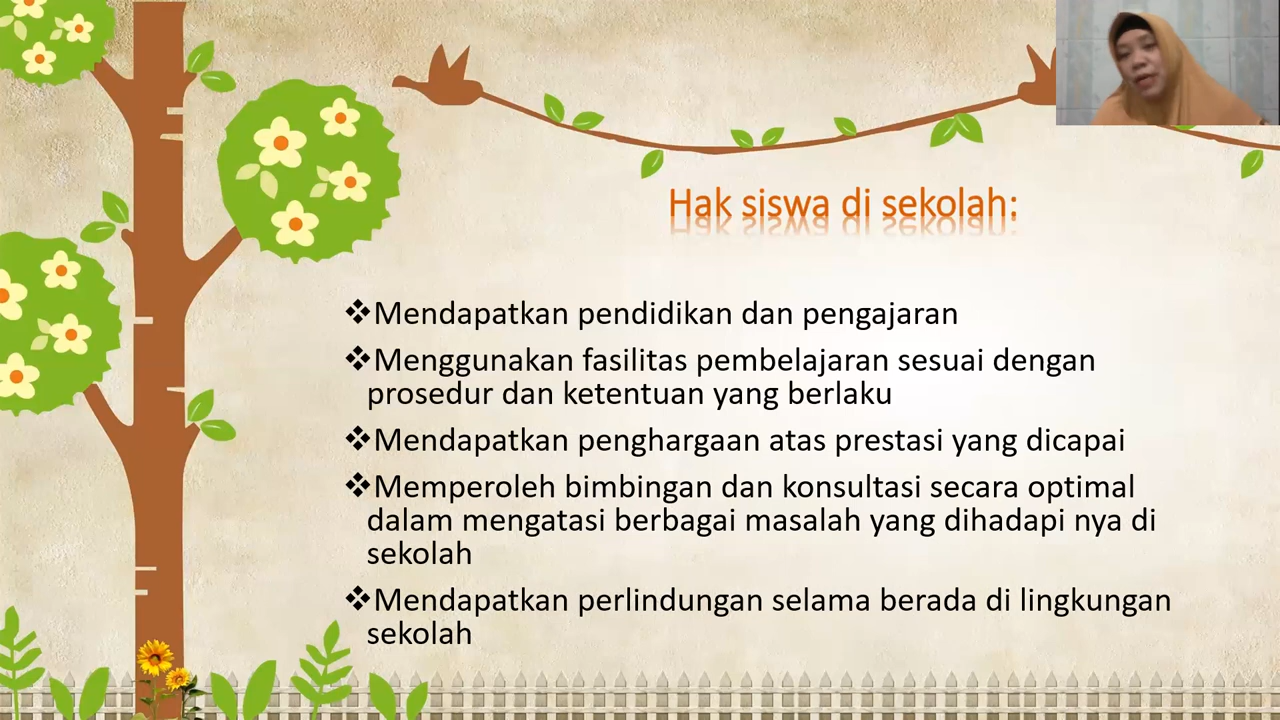 Hak siswa di sekolah:
❖Mendapatkan pendidikan dan pengajaran
❖Menggunakan fasilitas pembelajaran sesuai dengan
prosedur dan ketentuan yang berlaku
❖Mendapatkan penghargaan atas prestasi yang dicapai
❖Memperoleh bimbingan dan konsultasi secara optimal
dalam mengatasi berbagai masalah yang dihadapi nya di
sekolah
❖Mendapatkan perlindungan selama berada di lingkungan
sekolah